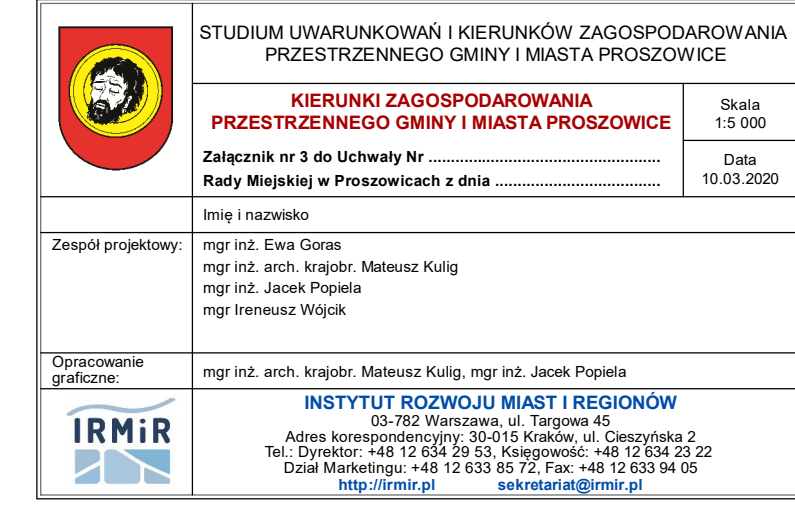 STUDIUM UWARUNKOWAŃ I KIERUNKÓW ZAGOSPODAROWANIA
PRZESTRZENNEGO GMINY I MIASTA PROSZOWICE
KIERUNKI ZAGOSPODAROWANIA
PRZESTRZENNEGO GMINY I MIASTA PROSZOWICE
Skala
1:5 000
Załącznik nr 3 do Uchwały Nr ....................................................
Rady Miejskiej w Proszowicach z dnia .....................................
Data
10.03.2020
Imię i nazwisko
Zespół projektowy:
mgr inż. Ewa Goras
mgr inż. arch. krajobr. Mateusz Kulig
mgr inż. Jacek Popiela
mgr Ireneusz Wójcik
Opracowanie
graficzne:
mgr inż. arch. krajobr. Mateusz Kulig, mgr inż. Jacek Popiela
IRMiR
INSTYTUT ROZWOJU MIAST I REGIONÓW
03-782 Warszawa, ul. Targowa 45
Adres korespondencyjny: 30-015 Kraków, ul. Cieszyńska 2
Tel.: Dyrektor: +48 12 634 29 53, Księgowość: +48 12 634 23 22
Dział Marketingu: +48 12 633 85 72, Fax: +48 12 633 94 05
http://irmir.pl sekretariat@irmir.pl